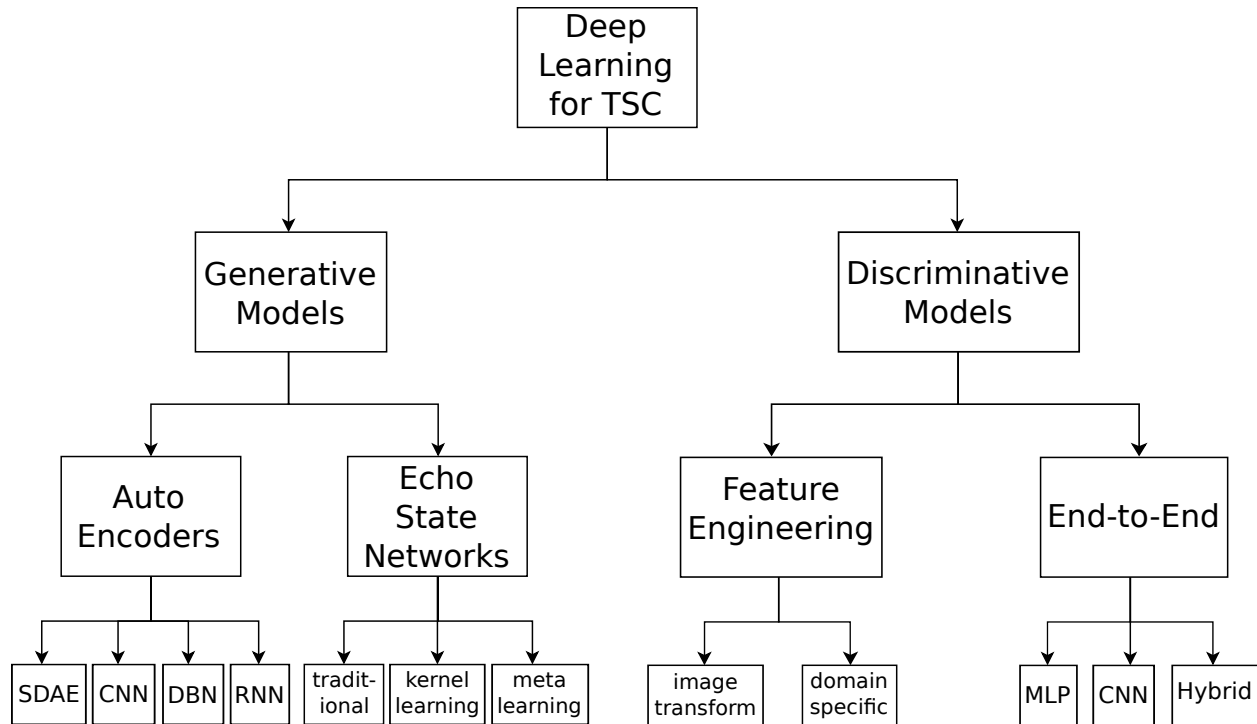 Deep
Learning
for TSC
Generative
Models
Discriminative
Models
Auto
Encoders
Echo
State
Networks
Feature
Engineering
End-to-End
SDAE
CNN
DBN
RNN
tradit-
ional
kernel
learning
meta
learning
image
transform
domain
specific
MLP
CNN
Hybrid